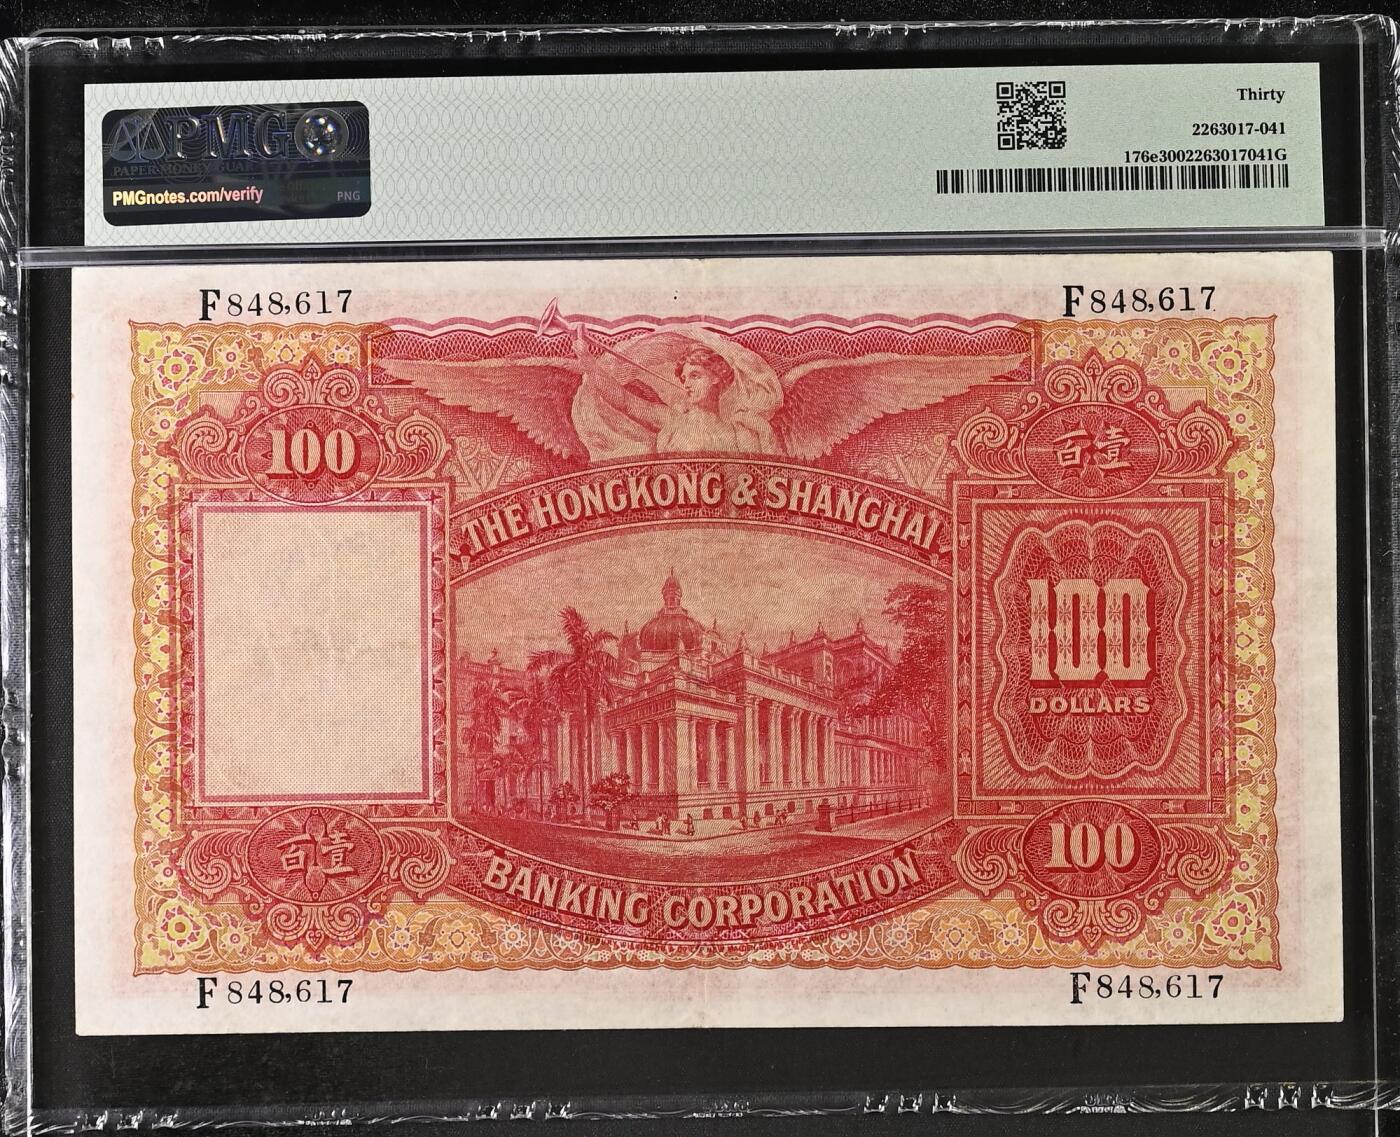 PMG
PAPER MONEY GUARANTY
PMGnotes.com/verify
PNG
Thirty
2263017-041
176e3002263017041G
F848,617
F848,617
100
百壹
THE HONGKONG & SHANGHAI
100
DOLLARS
百壹
100
BANKING CORPORATION
F848,617
F848,617